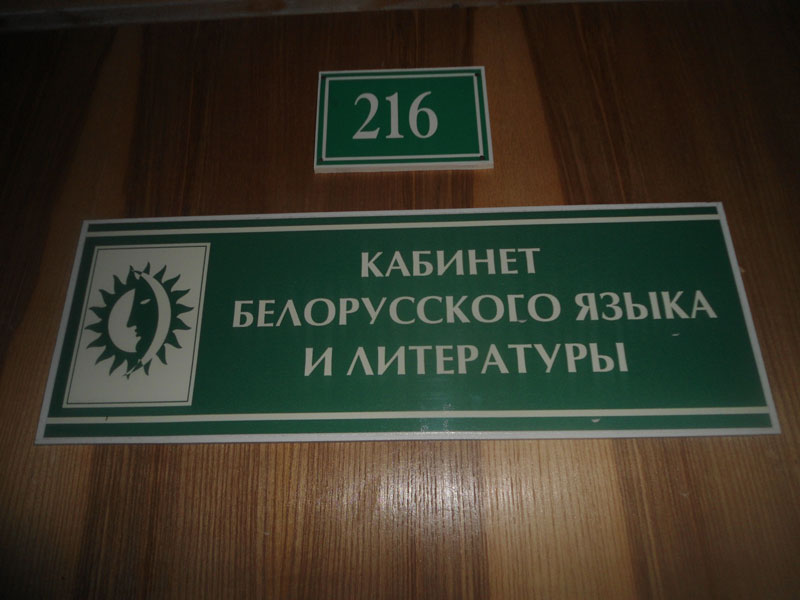 216
КАБИНЕТ
БЕЛОРУССКОГО ЯЗЫКА
И ЛИТЕРАТУРЫ